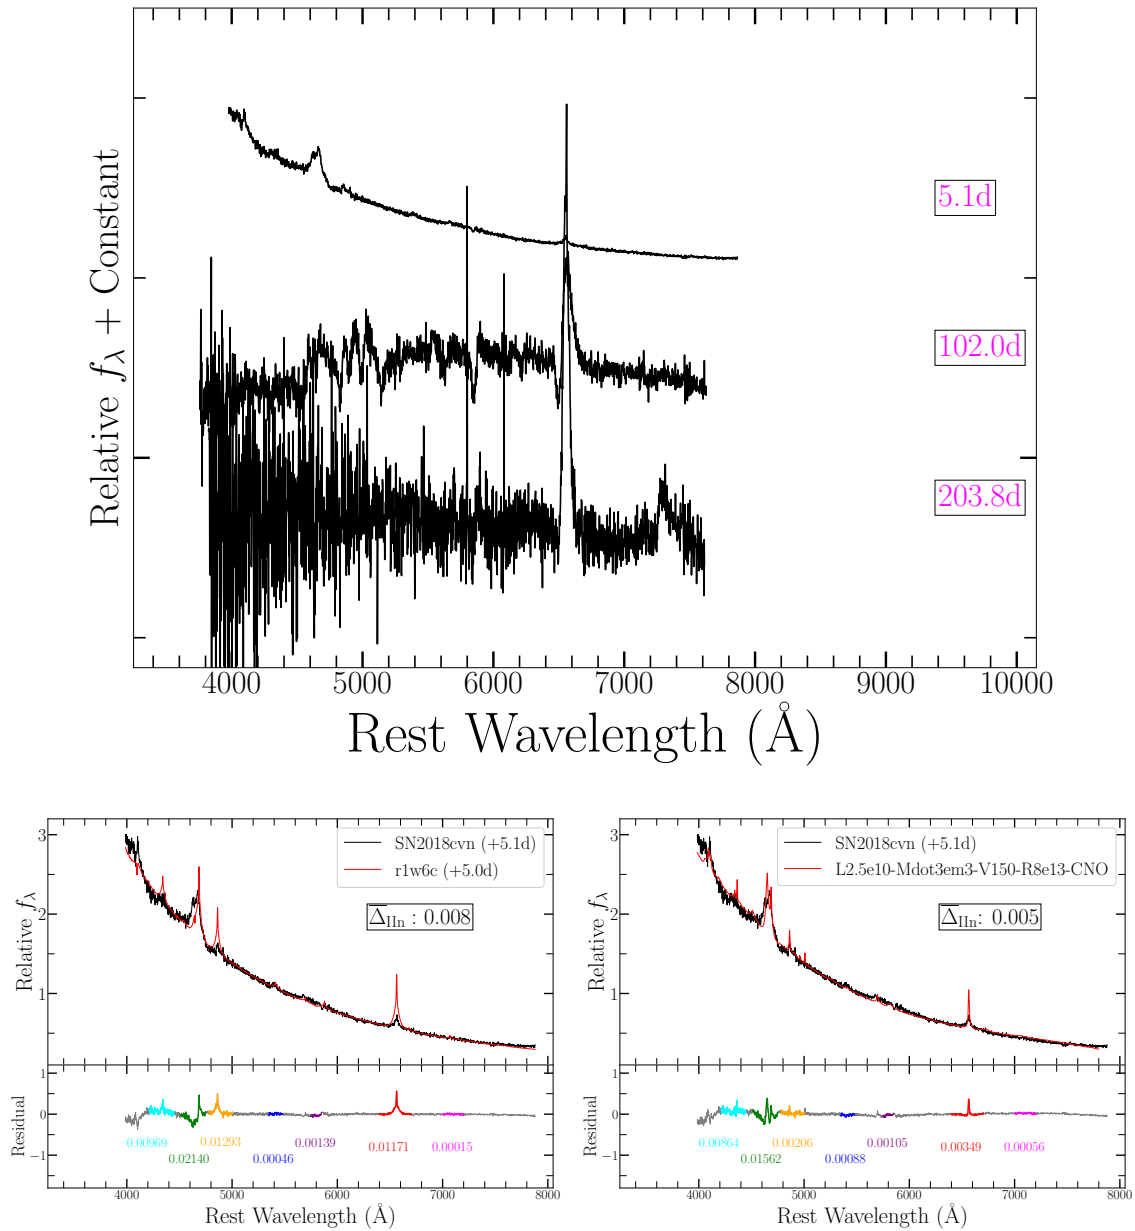 Relative fλ + Constant
5.1d
102.0d
203.8d
4000 5000 6000 7000 8000 9000 10000
Rest Wavelength (Å)
3
2
1
Relative fλ
SN2018cvn (+5.1d)
r1w6c (+5.0d)
Δ̅IIn : 0.008
1
0
−1
Residual
0.00969
0.02140
0.01293
0.00046
0.00139
0.01171
0.00015
4000 5000 6000 7000 8000
Rest Wavelength (Å)
3
2
1
Relative fλ
SN2018cvn (+5.1d)
L2.5e10-Mdot3em3-V150-R8e13-CNO
Δ̅IIn: 0.005
1
0
−1
Residual
0.00864
0.01562
0.00206
0.00088
0.00105
0.00349
0.00056
4000 5000 6000 7000 8000
Rest Wavelength (Å)